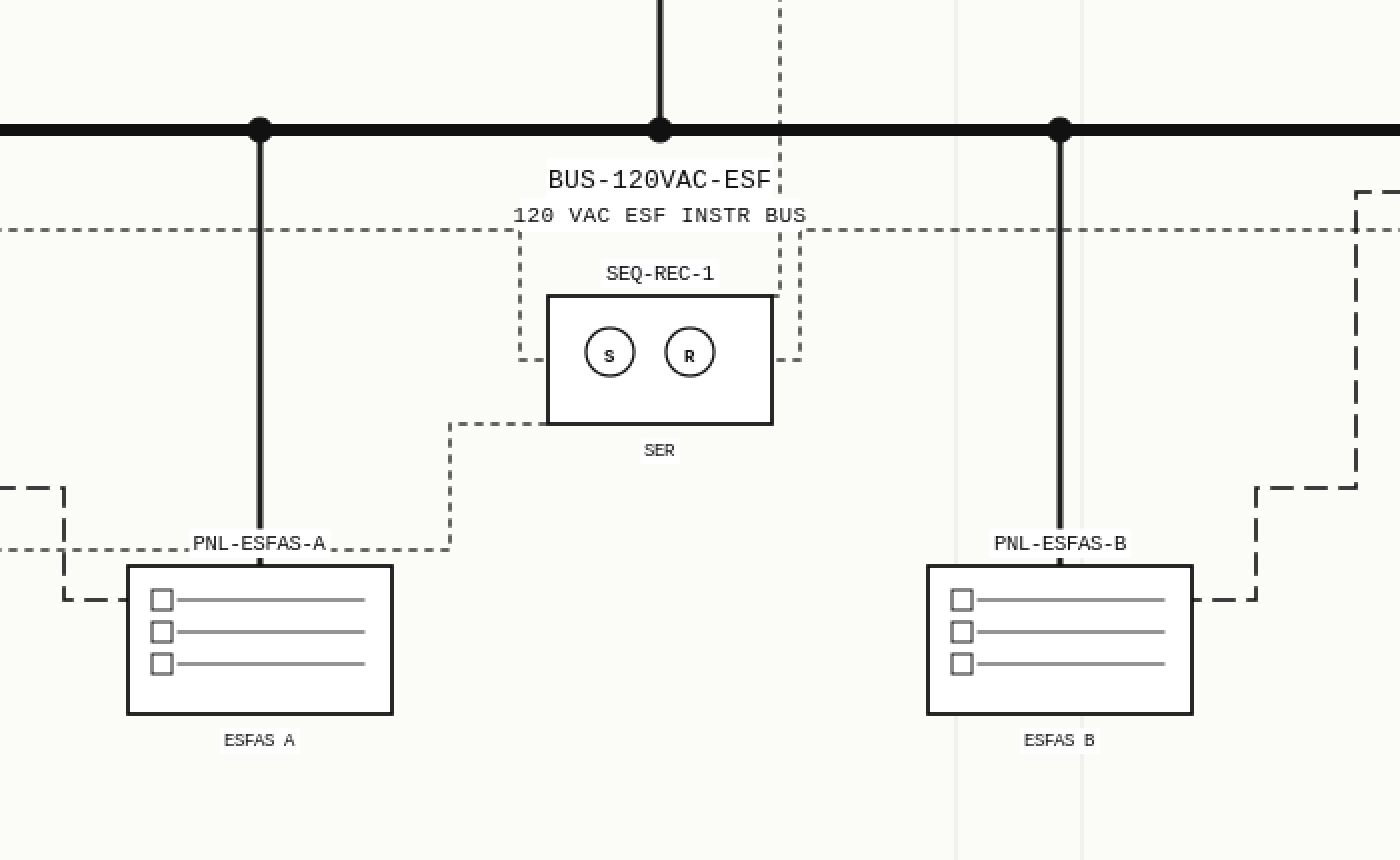 BUS-120VAC-ESF
120 VAC ESF INSTR BUS
SEQ-REC-1
S R
SER
PNL-ESFAS-A
PNL-ESFAS-B
ESFAS A
ESFAS B